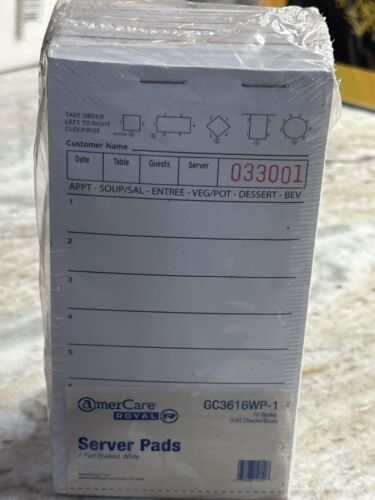 TAKE ORDER
LEFT TO RIGHT
CLOCKWISE
Customer Name
Date Table Guests Server 033001
APPT - SOUP/SAL - ENTREE - VEG/POT - DESSERT - BEV
1
2
3
4
5
6
amerCare
ROYAL R
GC3616WP-1
10 Books
(100 Checks/Book)
Server Pads
1 Part Booked, White